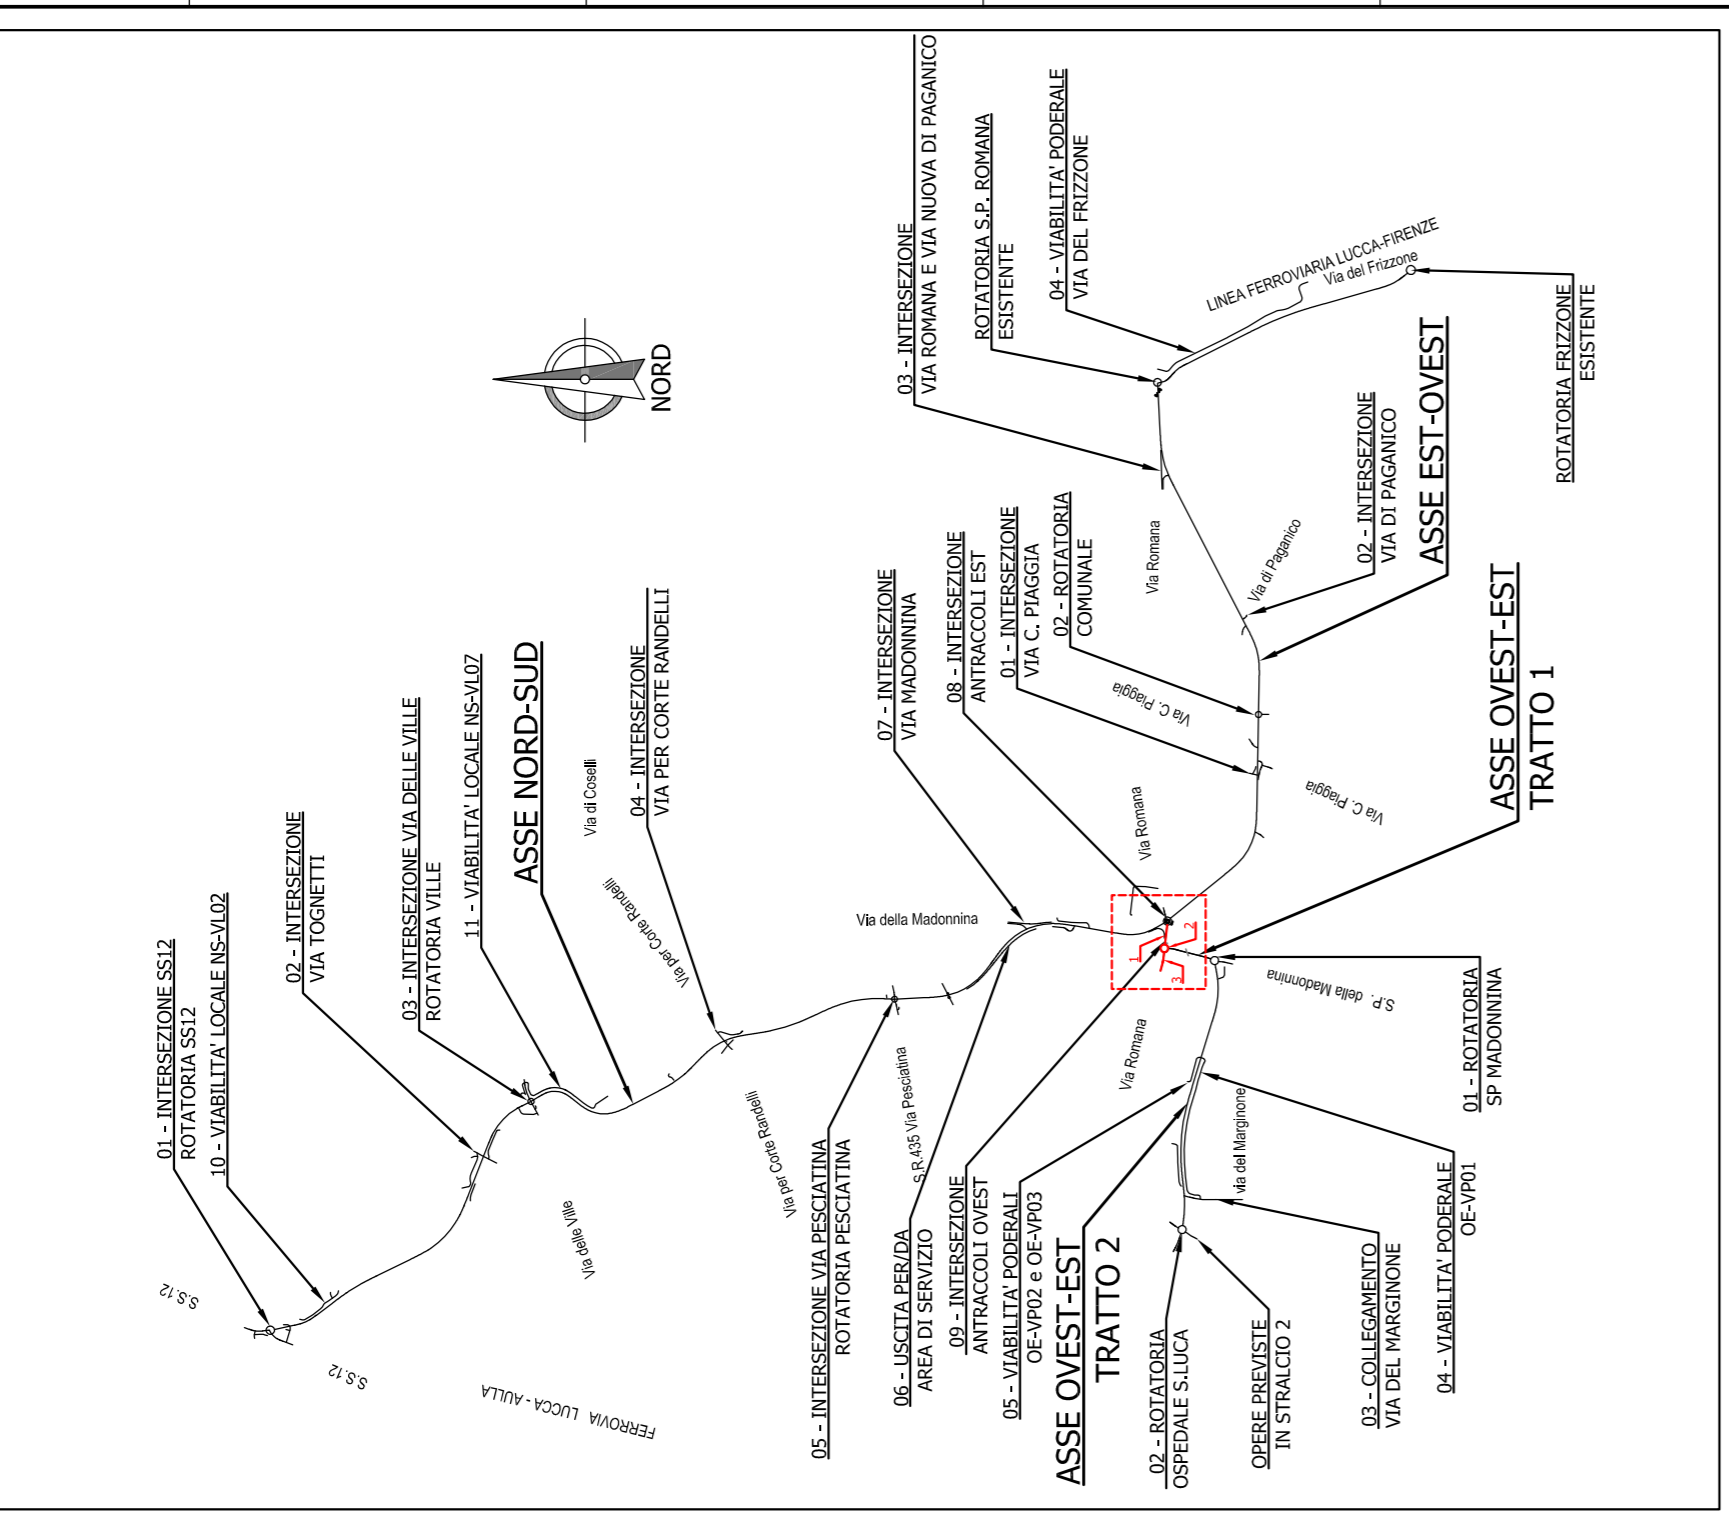 01 - INTERSEZIONE SS12
ROTATORIA SS12
10 - VIABILITA' LOCALE NS-VL02
02 - INTERSEZIONE
VIA TOGNETTI
03 - INTERSEZIONE VIA DELLE VILLE
ROTATORIA VILLE
11 - VIABILITA' LOCALE NS-VL07
ASSE NORD-SUD
Via di Coselli
04 - INTERSEZIONE
VIA PER CORTE RANDELLI
Via per Corte Randelli
NORD
S.S.12
S.S.12
FERROVIA LUCCA - AULLA
Via delle Ville
Via per Corte Randelli
05 - INTERSEZIONE VIA PESCIATINA
ROTATORIA PESCIATINA
S.R.435 Via Pesciatina
06 - USCITA PER/DA
AREA DI SERVIZIO
Via della Madonnina
07 - INTERSEZIONE
VIA MADONNINA
08 - INTERSEZIONE
ANTRACCOLI EST
09 - INTERSEZIONE
ANTRACCOLI OVEST
01 - INTERSEZIONE
VIA C. PIAGGIA
02 - ROTATORIA
COMUNALE
03 - INTERSEZIONE
VIA ROMANA E VIA NUOVA DI PAGANICO
ROTATORIA S.P. ROMANA
ESISTENTE
04 - VIABILITA' PODERALE
VIA DEL FRIZZONE
LINEA FERROVIARIA LUCCA-FIRENZE
Via del Frizzone
ROTATORIA FRIZZONE
ESISTENTE
Via Romana
Via di Paganico
02 - INTERSEZIONE
VIA DI PAGANICO
ASSE EST-OVEST
Via C. Piaggia
Via C. Piaggia
Via Romana
1
2
3
ASSE OVEST-EST
TRATTO 1
S.P. della Madonnina
01 - ROTATORIA
SP MADONNINA
Via Romana
05 - VIABILITA' PODERALI
OE-VP02 e OE-VP03
ASSE OVEST-EST
TRATTO 2
via del Marginone
02 - ROTATORIA
OSPEDALE S.LUCA
OPERE PREVISTE
IN STRALCIO 2
03 - COLLEGAMENTO
VIA DEL MARGINONE
04 - VIABILITA' PODERALE
OE-VP01